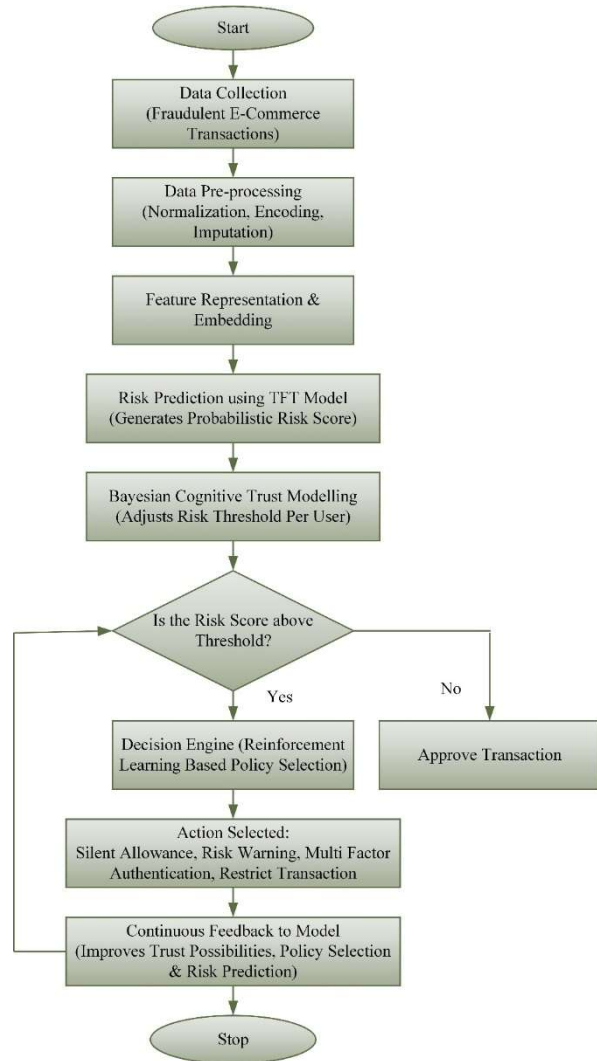 Start
Data Collection
(Fraudulent E-Commerce
Transactions)
Data Pre-processing
(Normalization, Encoding,
Imputation)
Feature Representation &
Embedding
Risk Prediction using TFT Model
(Generates Probabilistic Risk Score)
Bayesian Cognitive Trust Modelling
(Adjusts Risk Threshold Per User)
Is the Risk Score above
Threshold?
Yes
No
Decision Engine (Reinforcement
Learning Based Policy Selection)
Approve Transaction
Action Selected:
Silent Allowance, Risk Warning, Multi Factor
Authentication, Restrict Transaction
Continuous Feedback to Model
(Improves Trust Possibilities, Policy Selection
& Risk Prediction)
Stop